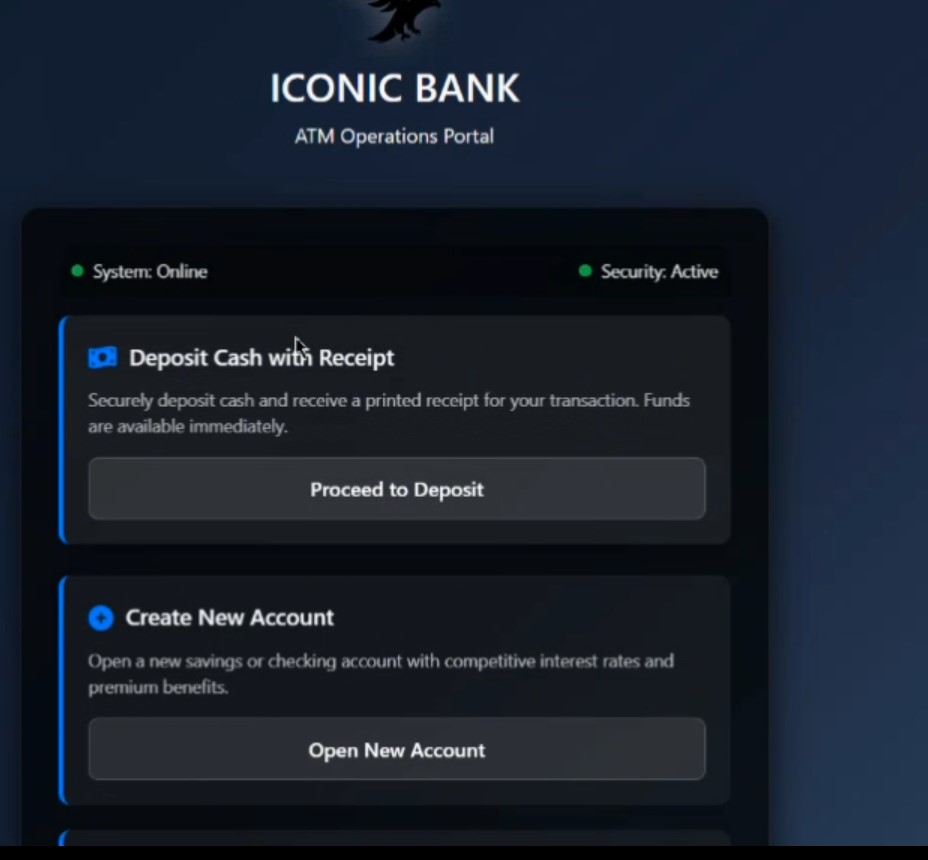 ICONIC BANK
ATM Operations Portal
System: Online
Security: Active
Deposit Cash with Receipt
Securely deposit cash and receive a printed receipt for your transaction. Funds
are available immediately.
Proceed to Deposit
Create New Account
Open a new savings or checking account with competitive interest rates and
premium benefits.
Open New Account